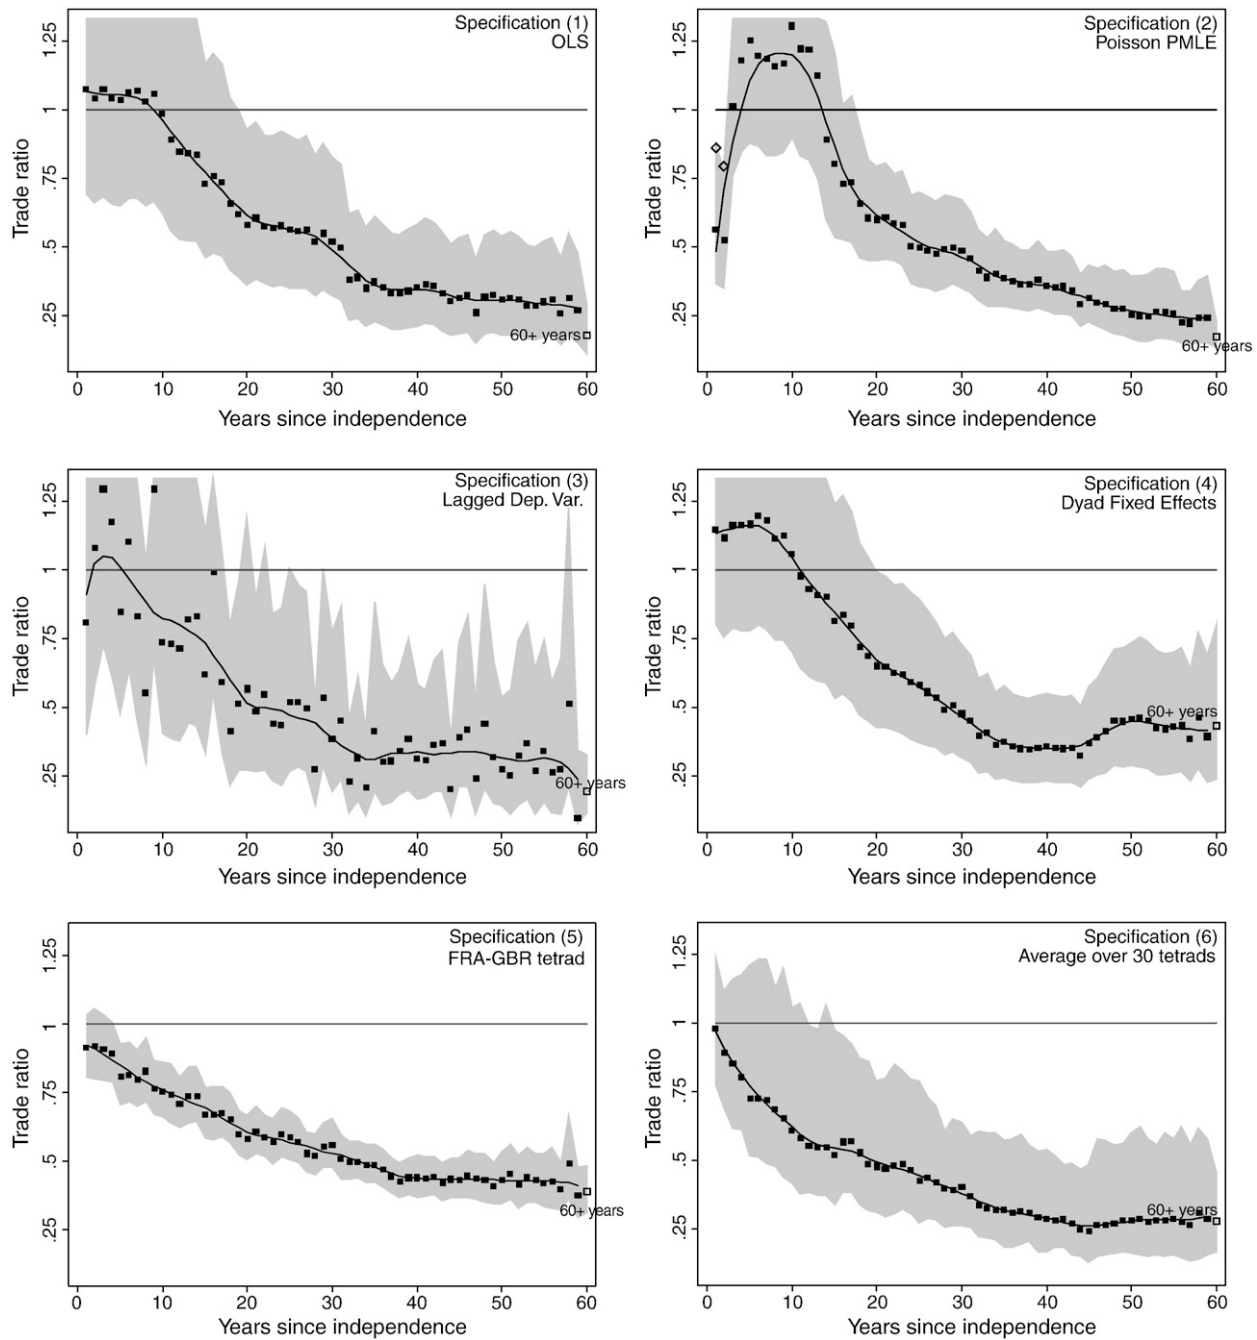 Specification (1)
OLS
Trade ratio
1.25
1
.75
.5
.25
60+ years
0 10 20 30 40 50 60
Years since independence
Specification (2)
Poisson PMLE
Trade ratio
1.25
1
.75
.5
.25
60+ years
0 10 20 30 40 50 60
Years since independence
Specification (3)
Lagged Dep. Var.
Trade ratio
1.25
1
.75
.5
.25
60+ years
0 10 20 30 40 50 60
Years since independence
Specification (4)
Dyad Fixed Effects
Trade ratio
1.25
1
.75
.5
.25
60+ years
0 10 20 30 40 50 60
Years since independence
Specification (5)
FRA-GBR tetrad
Trade ratio
1.25
1
.75
.5
.25
60+ years
0 10 20 30 40 50 60
Years since independence
Specification (6)
Average over 30 tetrads
Trade ratio
1.25
1
.75
.5
.25
60+ years
0 10 20 30 40 50 60
Years since independence